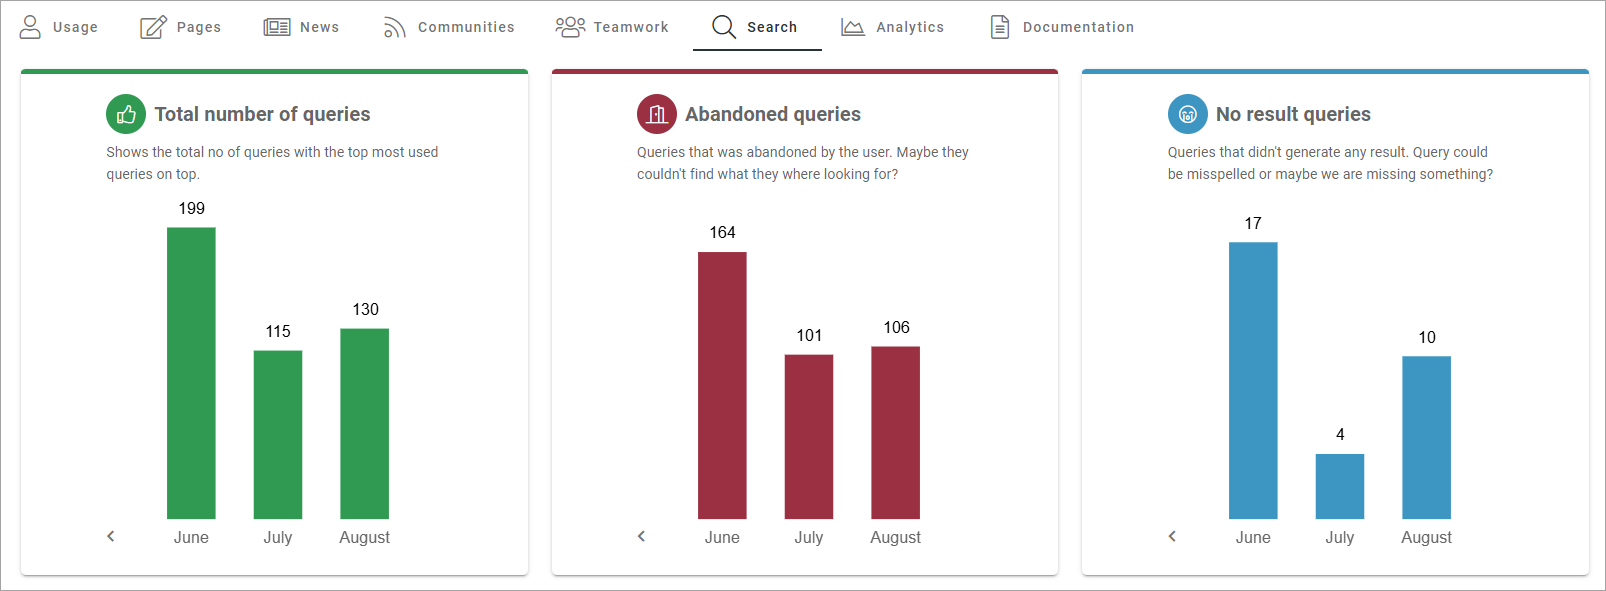 Usage
Pages
News
Communities
Teamwork
Search
Analytics
Documentation
Total number of queries
Shows the total no of queries with the top most used
queries on top.
199
115
130
June
July
August
Abandoned queries
Queries that was abandoned by the user. Maybe they
couldn't find what they where looking for?
164
101
106
June
July
August
No result queries
Queries that didn't generate any result. Query could
be misspelled or maybe we are missing something?
17
4
10
June
July
August